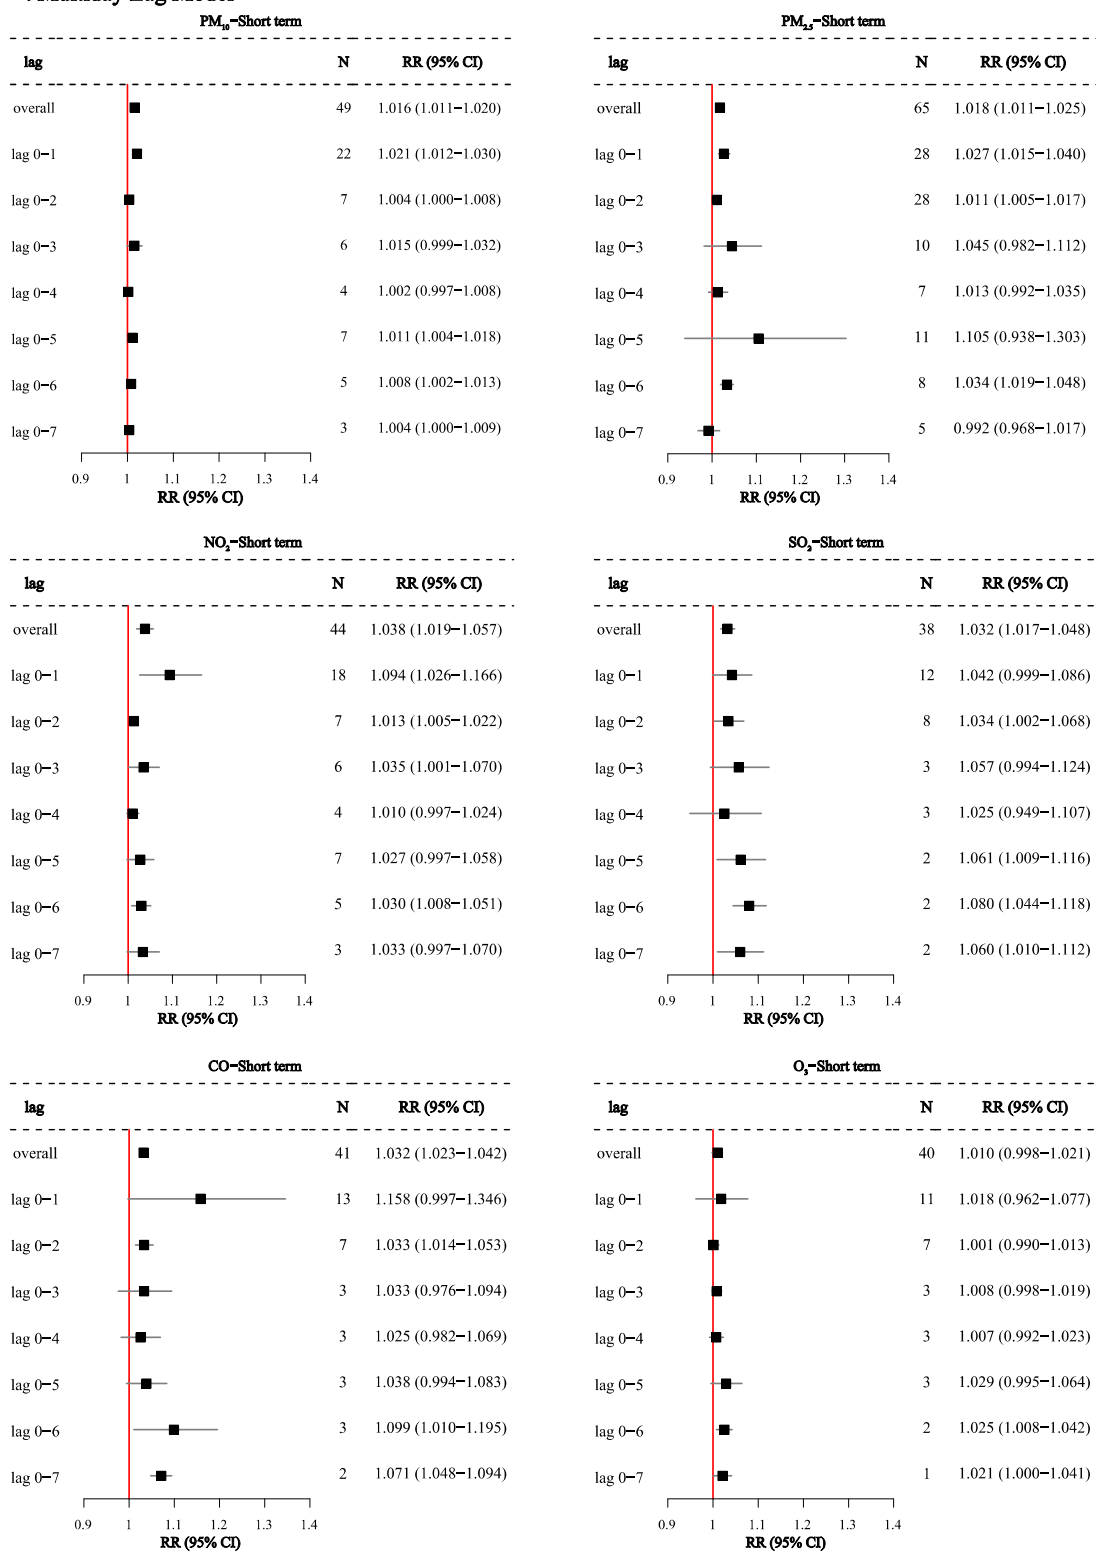 PM₁₀−Short term
lag N RR (95% CI)
overall 49 1.016 (1.011−1.020)
lag 0−1 22 1.021 (1.012−1.030)
lag 0−2 7 1.004 (1.000−1.008)
lag 0−3 6 1.015 (0.999−1.032)
lag 0−4 4 1.002 (0.997−1.008)
lag 0−5 7 1.011 (1.004−1.018)
lag 0−6 5 1.008 (1.002−1.013)
lag 0−7 3 1.004 (1.000−1.009)
0.9 1 1.1 1.2 1.3 1.4
RR (95% CI)
PM₂.₅−Short term
lag N RR (95% CI)
overall 65 1.018 (1.011−1.025)
lag 0−1 28 1.027 (1.015−1.040)
lag 0−2 28 1.011 (1.005−1.017)
lag 0−3 10 1.045 (0.982−1.112)
lag 0−4 7 1.013 (0.992−1.035)
lag 0−5 11 1.105 (0.938−1.303)
lag 0−6 8 1.034 (1.019−1.048)
lag 0−7 5 0.992 (0.968−1.017)
0.9 1 1.1 1.2 1.3 1.4
RR (95% CI)
NO₂−Short term
lag N RR (95% CI)
overall 44 1.038 (1.019−1.057)
lag 0−1 18 1.094 (1.026−1.166)
lag 0−2 7 1.013 (1.005−1.022)
lag 0−3 6 1.035 (1.001−1.070)
lag 0−4 4 1.010 (0.997−1.024)
lag 0−5 7 1.027 (0.997−1.058)
lag 0−6 5 1.030 (1.008−1.051)
lag 0−7 3 1.033 (0.997−1.070)
0.9 1 1.1 1.2 1.3 1.4
RR (95% CI)
SO₂−Short term
lag N RR (95% CI)
overall 38 1.032 (1.017−1.048)
lag 0−1 12 1.042 (0.999−1.086)
lag 0−2 8 1.034 (1.002−1.068)
lag 0−3 3 1.057 (0.994−1.124)
lag 0−4 3 1.025 (0.949−1.107)
lag 0−5 2 1.061 (1.009−1.116)
lag 0−6 2 1.080 (1.044−1.118)
lag 0−7 2 1.060 (1.010−1.112)
0.9 1 1.1 1.2 1.3 1.4
RR (95% CI)
CO−Short term
lag N RR (95% CI)
overall 41 1.032 (1.023−1.042)
lag 0−1 13 1.158 (0.997−1.346)
lag 0−2 7 1.033 (1.014−1.053)
lag 0−3 3 1.033 (0.976−1.094)
lag 0−4 3 1.025 (0.982−1.069)
lag 0−5 3 1.038 (0.994−1.083)
lag 0−6 3 1.099 (1.010−1.195)
lag 0−7 2 1.071 (1.048−1.094)
0.9 1 1.1 1.2 1.3 1.4
RR (95% CI)
O₃−Short term
lag N RR (95% CI)
overall 40 1.010 (0.998−1.021)
lag 0−1 11 1.018 (0.962−1.077)
lag 0−2 7 1.001 (0.990−1.013)
lag 0−3 3 1.008 (0.998−1.019)
lag 0−4 3 1.007 (0.992−1.023)
lag 0−5 3 1.029 (0.995−1.064)
lag 0−6 2 1.025 (1.008−1.042)
lag 0−7 1 1.021 (1.000−1.041)
0.9 1 1.1 1.2 1.3 1.4
RR (95% CI)